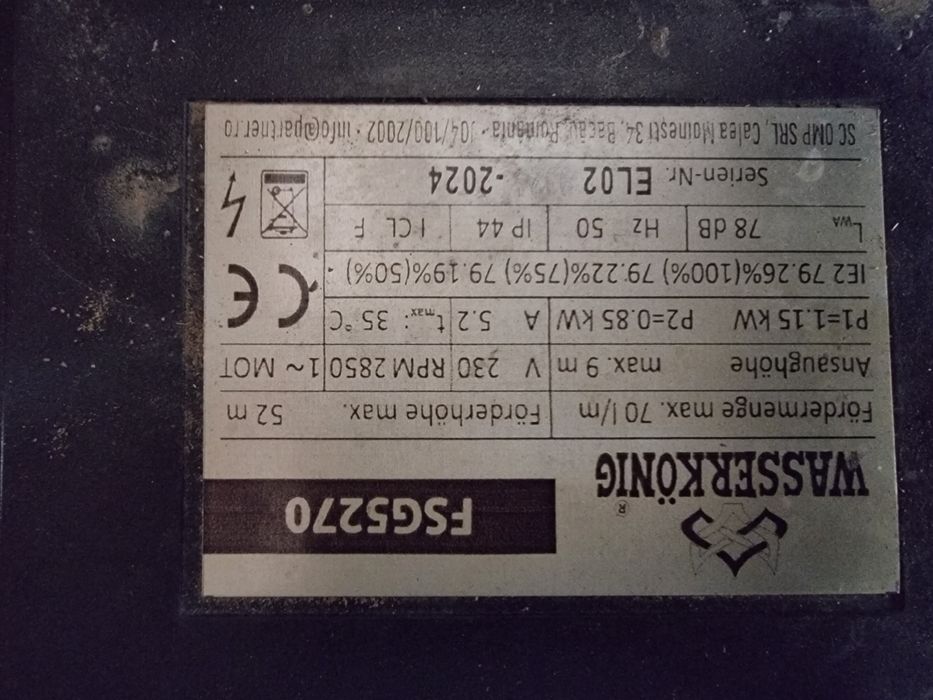 FSG5270
WASSERKÖNIG ®
Fördermenge max. 70 l/m Förderhöhe max. 52 m
Ansaughöhe max. 9 m V 230 RPM 2850 1 ~ MOT
P1=1.15 kW P2=0.85 kW A 5.2 tmax: 35 °C
IE2 79.26%(100%) 79.22%(75%) 79.19%(50%)
LWA 78 dB Hz 50 IP 44 I CL F
CE
Serien-Nr. EL02 -2024
SC OMP SRL, Calea Moinești 34, Bacău, România - J04/100/2002 - info@partner.ro